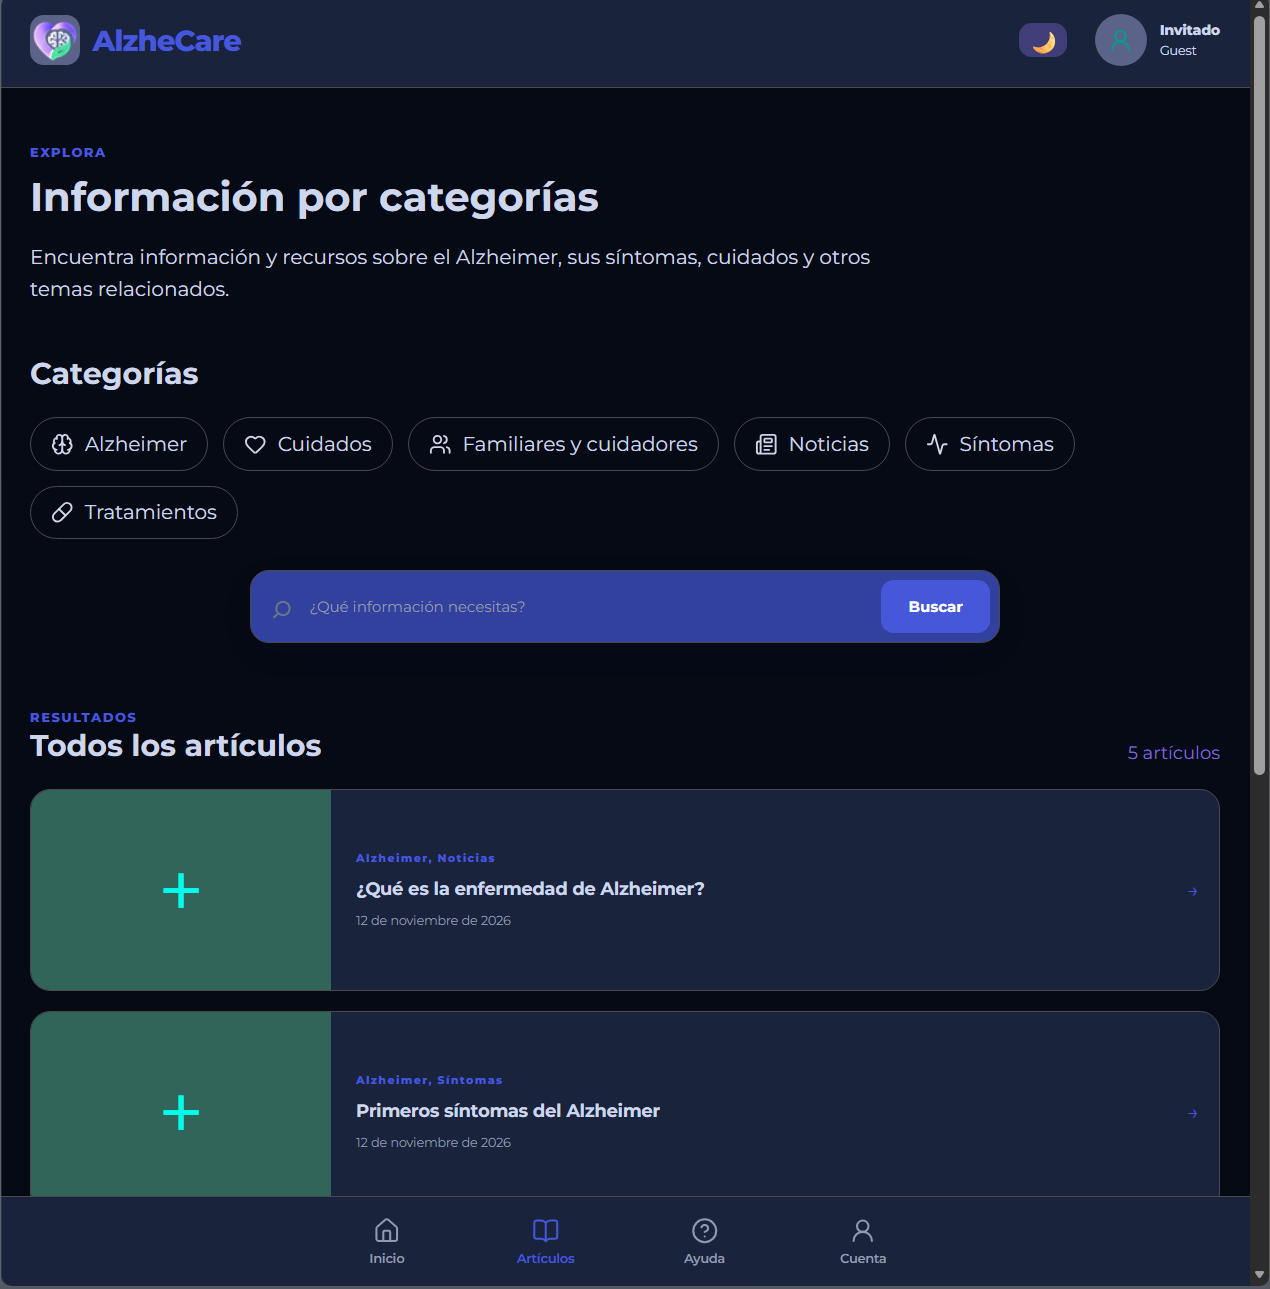 AlzheCare
Invitado
Guest
EXPLORA
Información por categorías
Encuentra información y recursos sobre el Alzheimer, sus síntomas, cuidados y otros
temas relacionados.
Categorías
Alzheimer
Cuidados
Familiares y cuidadores
Noticias
Síntomas
Tratamientos
¿Qué información necesitas?
Buscar
RESULTADOS
Todos los artículos
5 artículos
Alzheimer, Noticias
¿Qué es la enfermedad de Alzheimer?
12 de noviembre de 2026
Alzheimer, Síntomas
Primeros síntomas del Alzheimer
12 de noviembre de 2026
Inicio
Artículos
Ayuda
Cuenta